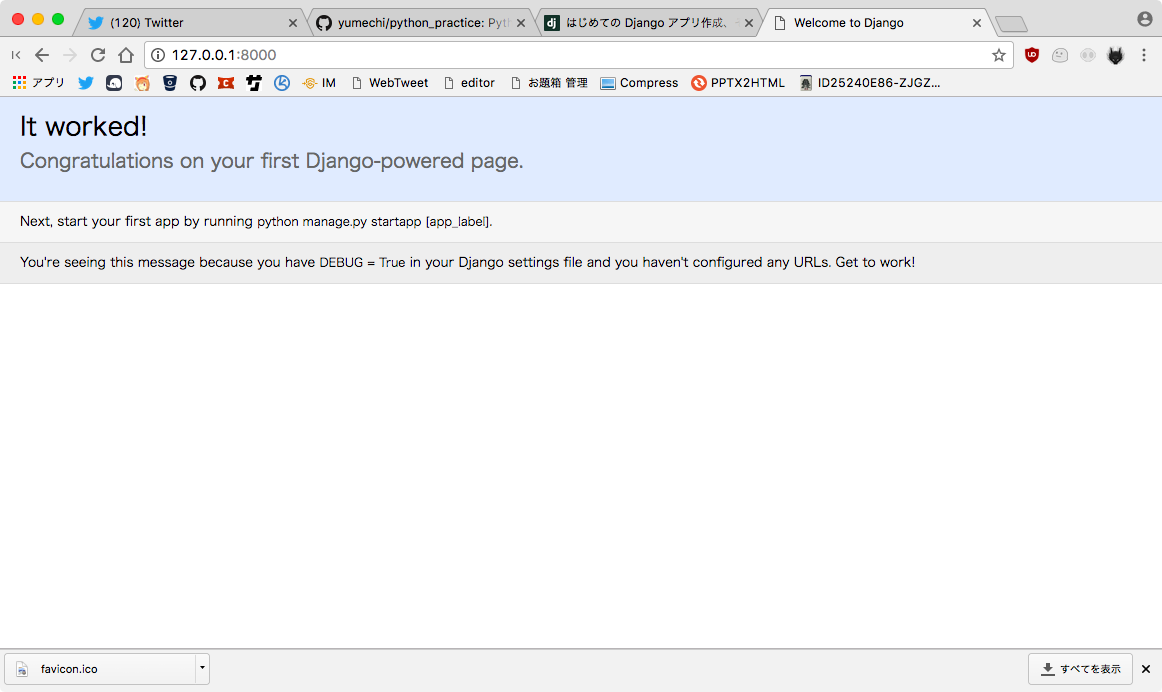 (120) Twitter
yumechi/python_practice: Pyt
はじめての Django アプリ作成、
Welcome to Django
127.0.0.1:8000
アプリ
IM
WebTweet
editor
お題箱 管理
Compress
PPTX2HTML
ID25240E86-ZJGZ...
It worked!
Congratulations on your first Django-powered page.
Next, start your first app by running python manage.py startapp [app_label].
You're seeing this message because you have DEBUG = True in your Django settings file and you haven't configured any URLs. Get to work!
favicon.ico
すべてを表示